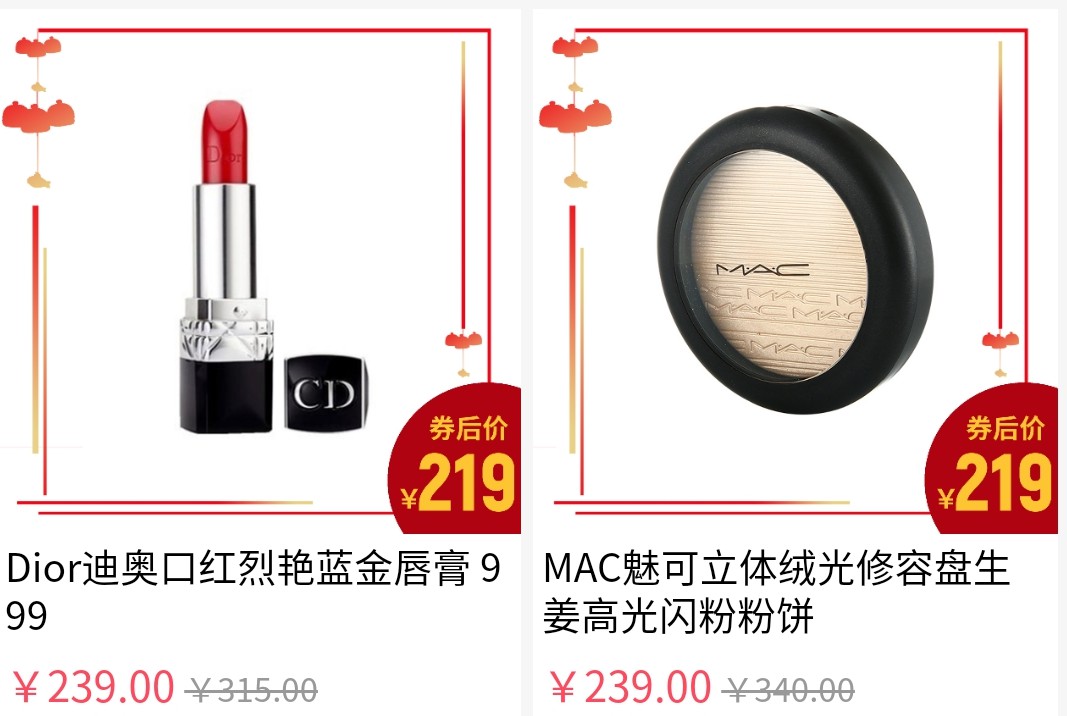 Dior
CD
券后价
¥219
Dior迪奥口红烈艳蓝金唇膏 9
99
￥239.00 ￥315.00
MAC
MAC MAC M
MAC MAC MAC
MAC MAC
券后价
¥219
MAC魅可立体绒光修容盘生
姜高光闪粉粉饼
￥239.00 ￥340.00